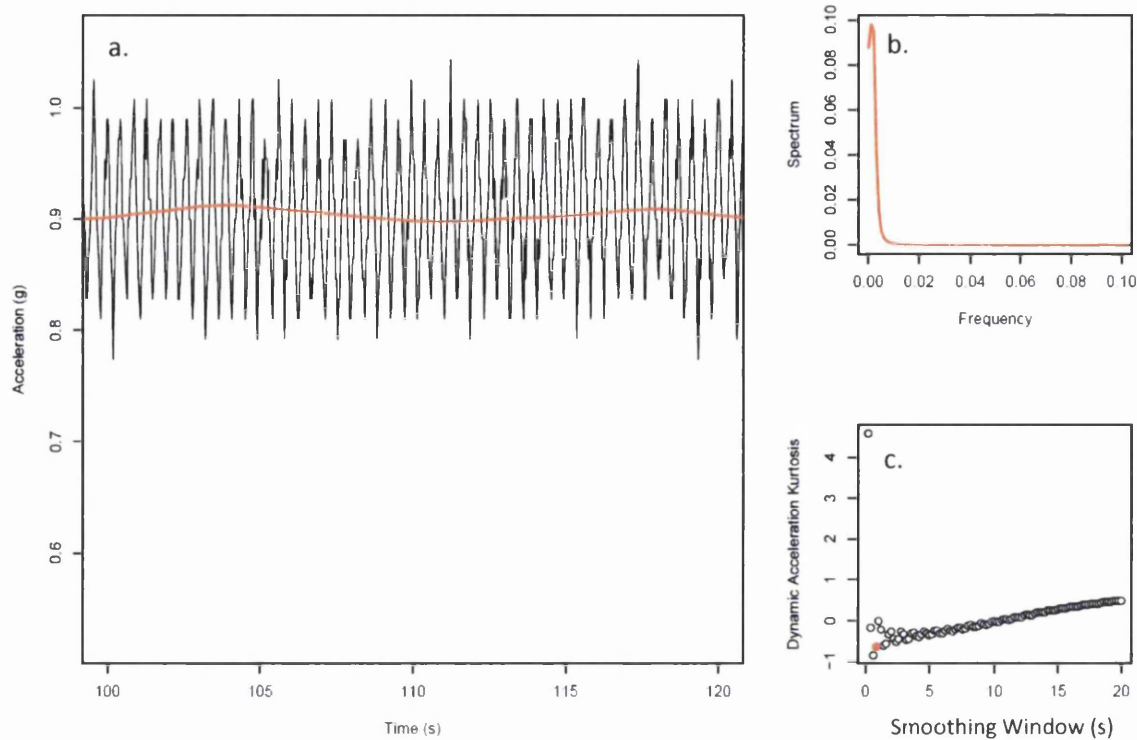 a.
Acceleration (g)
1.0
0.9
0.8
0.7
0.6
100 105 110 115 120
Time (s)
b.
Spectrum
0.10
0.08
0.06
0.04
0.02
0.00
0.00 0.02 0.04 0.06 0.08 0.10
Frequency
c.
Dynamic Acceleration Kurtosis
4
3
2
1
0
-1
0 5 10 15 20
Smoothing Window (s)